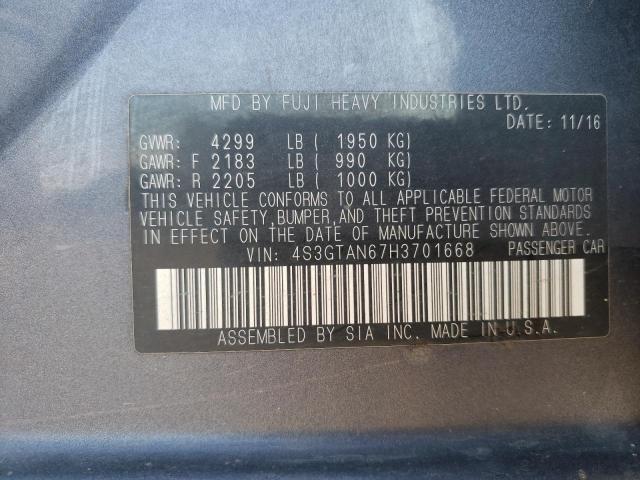 MFD BY FUJI HEAVY INDUSTRIES LTD.
DATE: 11/16
GVWR: 4299 LB ( 1950 KG)
GAWR: F 2183 LB ( 990 KG)
GAWR: R 2205 LB ( 1000 KG)
THIS VEHICLE CONFORMS TO ALL APPLICABLE FEDERAL MOTOR
VEHICLE SAFETY,BUMPER,AND THEFT PREVENTION STANDARDS
IN EFFECT ON THE DATE OF MANUFACTURE SHOWN ABOVE.
VIN: 4S3GTAN67H3701668 PASSENGER CAR
ASSEMBLED BY SIA INC. MADE IN U.S.A.